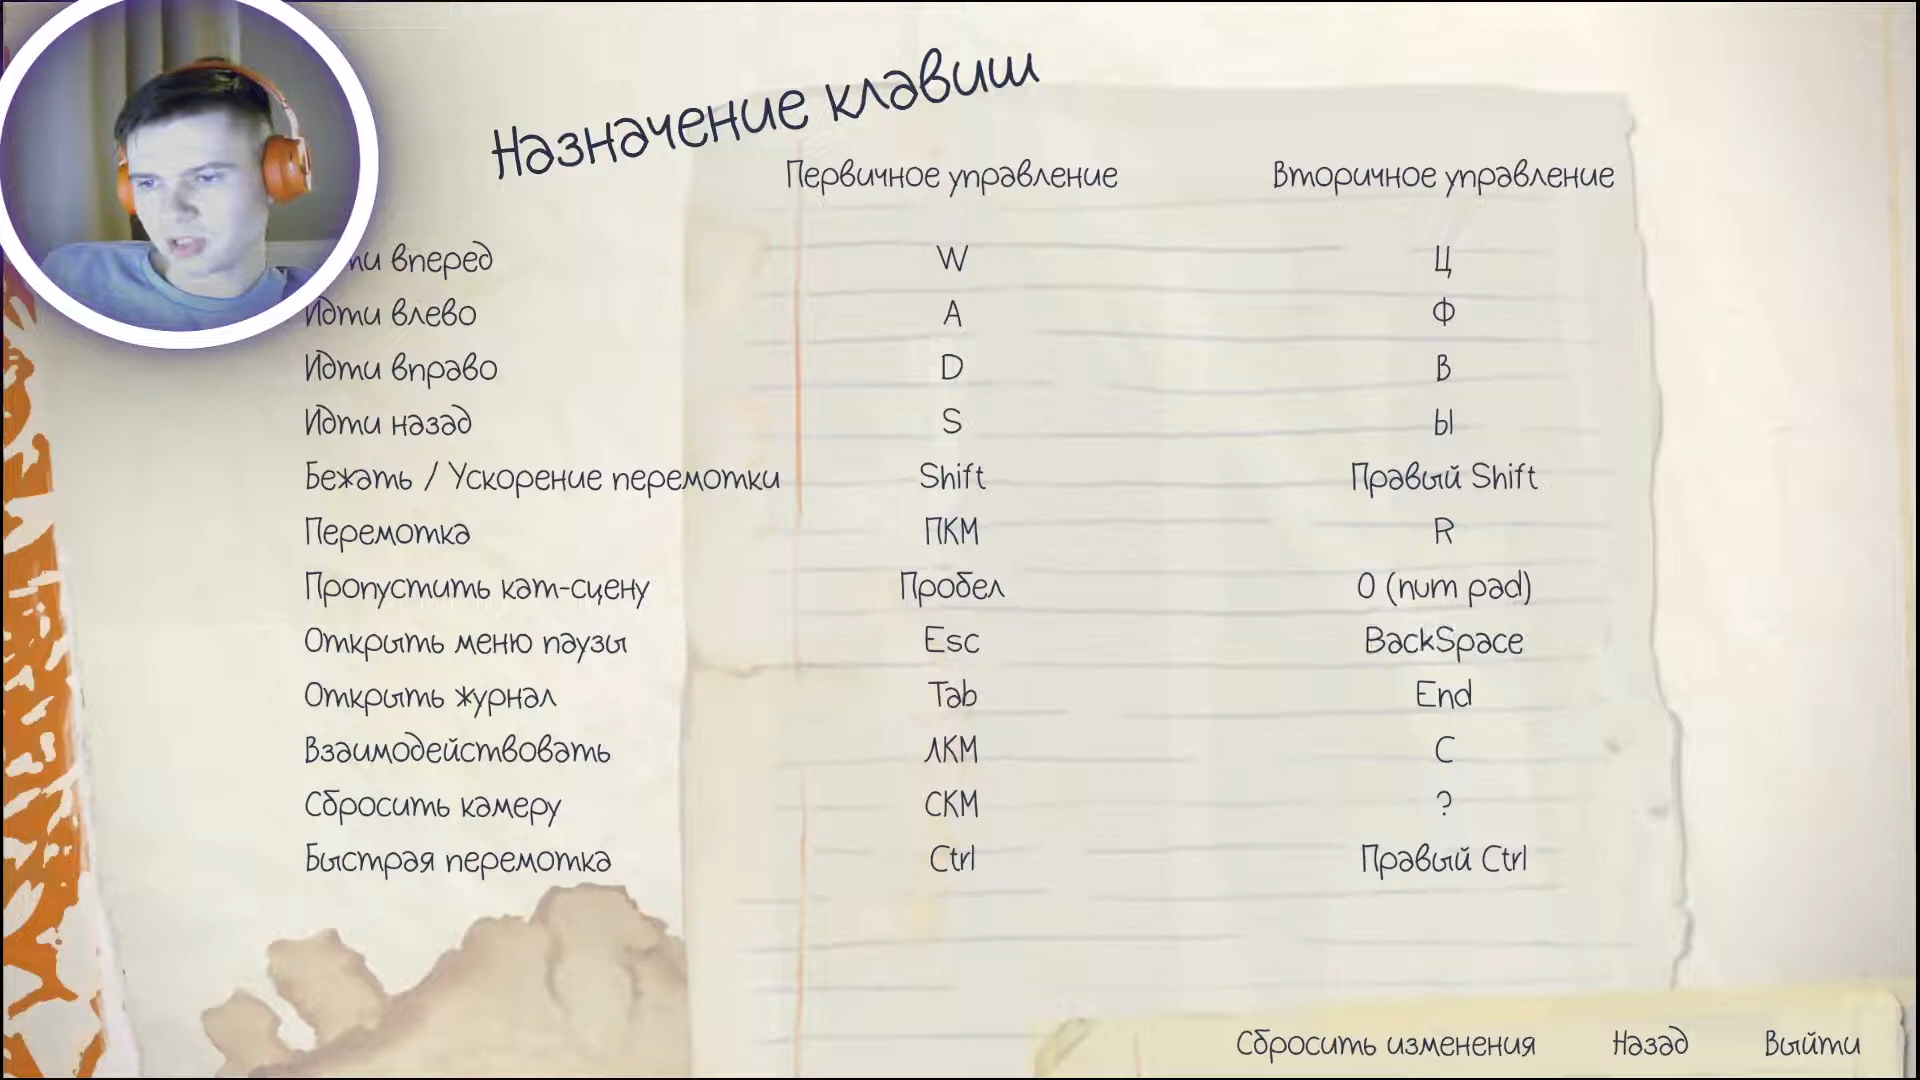 Назначение клавиш
Первичное управление Вторичное управление
вперед W Ц
Идти влево A Ф
Идти вправо D В
Идти назад S Ы
Бежать / Ускорение перемотки Shift Правый Shift
Перемотка ПКМ R
Пропустить кат-сцену Пробел 0 (num pad)
Открыть меню паузы Esc BackSpace
Открыть журнал Tab End
Взаимодействовать ЛКМ C
Сбросить камеру СКМ ?
Быстрая перемотка Ctrl Правый Ctrl
Сбросить изменения Назад Выйти